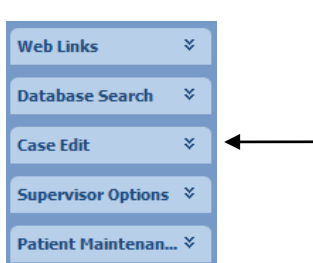 Web Links
Database Search
Case Edit
Supervisor Options
Patient Maintenan...